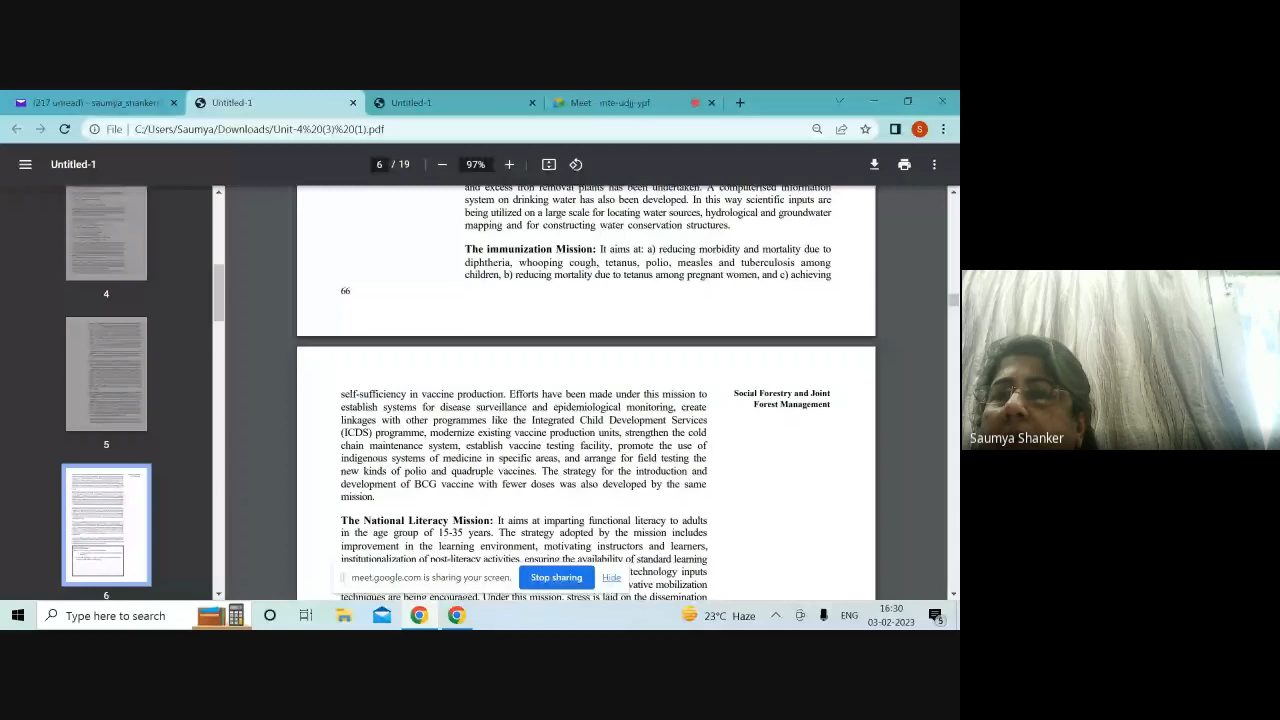 (217 unread) - saumya_shanker
Untitled-1
Untitled-1
Meet mte-udjj-ypf
File C:/Users/Saumya/Downloads/Unit-4%20(3)%20(1).pdf
S
Untitled-1
6 / 19
97%
4
5
6
and excess iron removal plants has been undertaken. A computerised information
system on drinking water has also been developed. In this way scientific inputs are
being utilized on a large scale for locating water sources, hydrological and groundwater
mapping and for constructing water conservation structures.
The immunization Mission: It aims at: a) reducing morbidity and mortality due to
diphtheria, whooping cough, tetanus, polio, measles and tuberculosis among
children, b) reducing mortality due to tetanus among pregnant women, and c) achieving
66
Social Forestry and Joint
Forest Management
self-sufficiency in vaccine production. Efforts have been made under this mission to
establish systems for disease surveillance and epidemiological monitoring, create
linkages with other programmes like the Integrated Child Development Services
(ICDS) programme, modernize existing vaccine production units, strengthen the cold
chain maintenance system, establish vaccine testing facility, promote the use of
indigenous systems of medicine in specific areas, and arrange for field testing the
new kinds of polio and quadruple vaccines. The strategy for the introduction and
development of BCG vaccine with fewer doses was also developed by the same
mission.
The National Literacy Mission: It aims at imparting functional literacy to adults
in the age group of 15-35 years. The strategy adopted by the mission includes
improvement in the learning environment, motivating instructors and learners,
institutionalization of post-literacy activities, ensuring the availability of standard learning
technology inputs
mobilization
techniques are being encouraged. Under this mission, stress is laid on the dissemination
meet.google.com is sharing your screen.
Stop sharing
Hide
Type here to search
23°C Haze
ENG
16:30
03-02-2023
5
Saumya Shanker